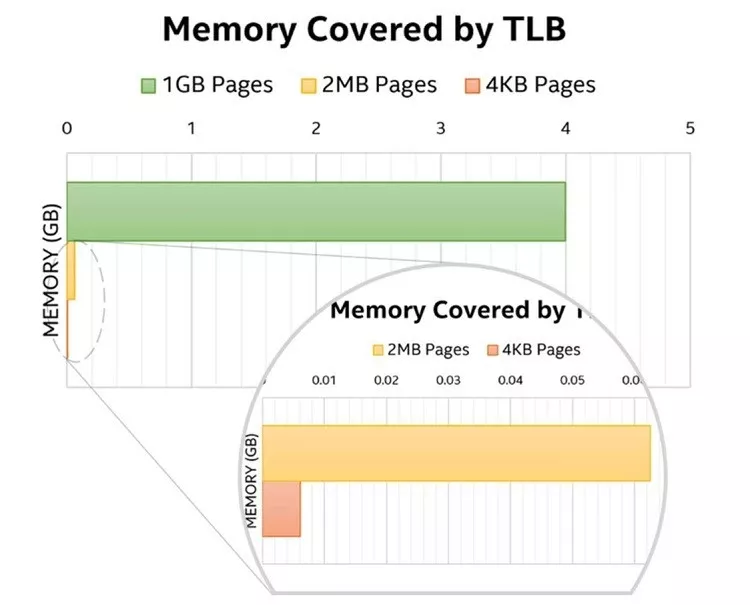 Memory Covered by TLB
1GB Pages 2MB Pages 4KB Pages
0 1 2 3 4 5
MEMORY (GB)
Memory Covered by
2MB Pages 4KB Pages
0.01 0.02 0.03 0.04 0.05 0.0
MEMORY (GB)